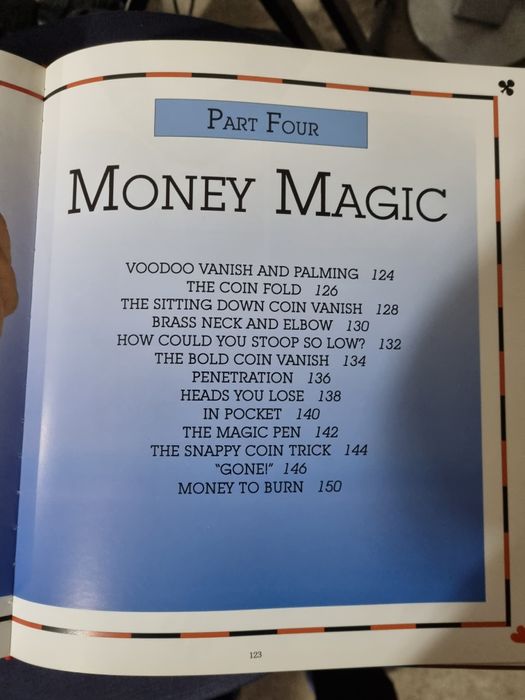 PART FOUR
MONEY MAGIC
VOODOO VANISH AND PALMING 124
THE COIN FOLD 126
THE SITTING DOWN COIN VANISH 128
BRASS NECK AND ELBOW 130
HOW COULD YOU STOOP SO LOW? 132
THE BOLD COIN VANISH 134
PENETRATION 136
HEADS YOU LOSE 138
IN POCKET 140
THE MAGIC PEN 142
THE SNAPPY COIN TRICK 144
"GONE!" 146
MONEY TO BURN 150
123